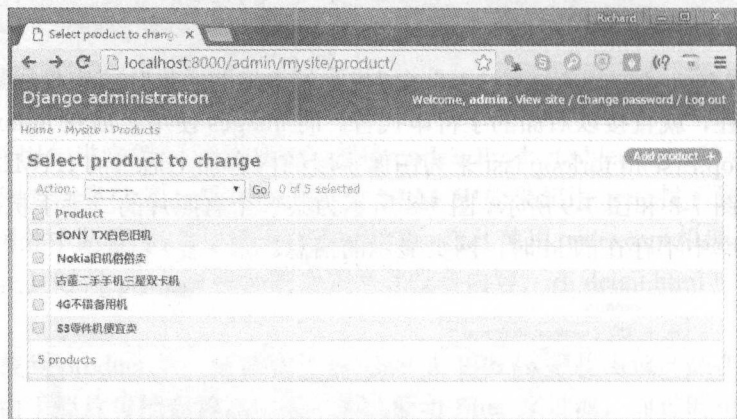 Richard
Select product to chang
localhost:8000/admin/mysite/product/
Django administration
Welcome, admin. View site / Change password / Log out
Home › Mysite › Products
Select product to change
Add product +
Action: ---------
Go
0 of 5 selected
Product
SONY TX白色旧机
Nokia旧机俗俗卖
古董二手手机三星双卡机
4G不错备用机
S3零件机便宜卖
5 products